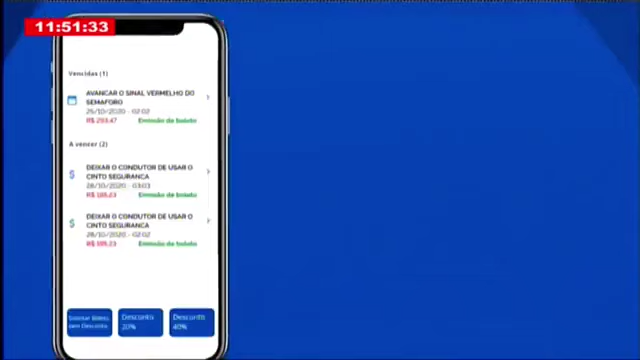 11:51:33
Vencidas (1)
AVANCAR O SINAL VERMELHO DO
SEMAFORO
25/10/2020 - 02:02
R$ 293,47 Emissão de boleto
A vencer (2)
DEIXAR O CONDUTOR DE USAR O
CINTO SEGURANCA
28/10/2020 - 03:03
R$ 195,23 Emissão de boleto
DEIXAR O CONDUTOR DE USAR O
CINTO SEGURANCA
28/10/2020 - 02:02
R$ 195,23 Emissão de boleto
Desconto
20%
Desconto
40%